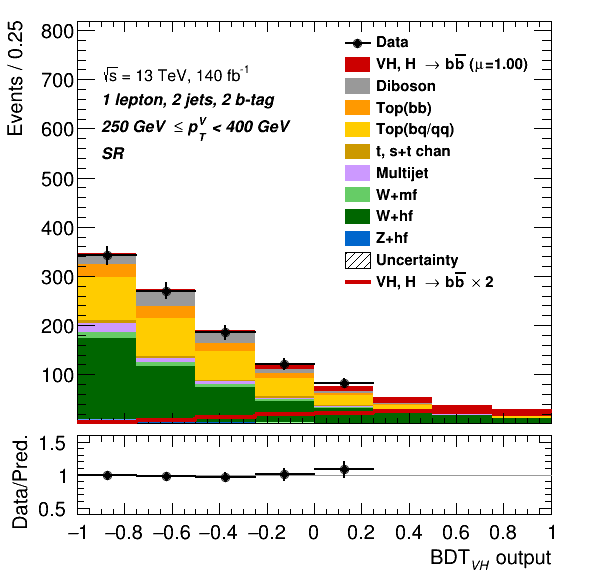 Events / 0.25
800
700
600
500
400
300
200
100
√s = 13 TeV, 140 fb⁻¹
1 lepton, 2 jets, 2 b-tag
250 GeV ≤ p_T^V < 400 GeV
SR
Data
VH, H → bb̅ (μ=1.00)
Diboson
Top(bb)
Top(bq/qq)
t, s+t chan
Multijet
W+mf
W+hf
Z+hf
Uncertainty
VH, H → bb̅ × 2
Data/Pred.
1.5
1
0.5
−1 −0.8 −0.6 −0.4 −0.2 0 0.2 0.4 0.6 0.8 1
BDT_VH output